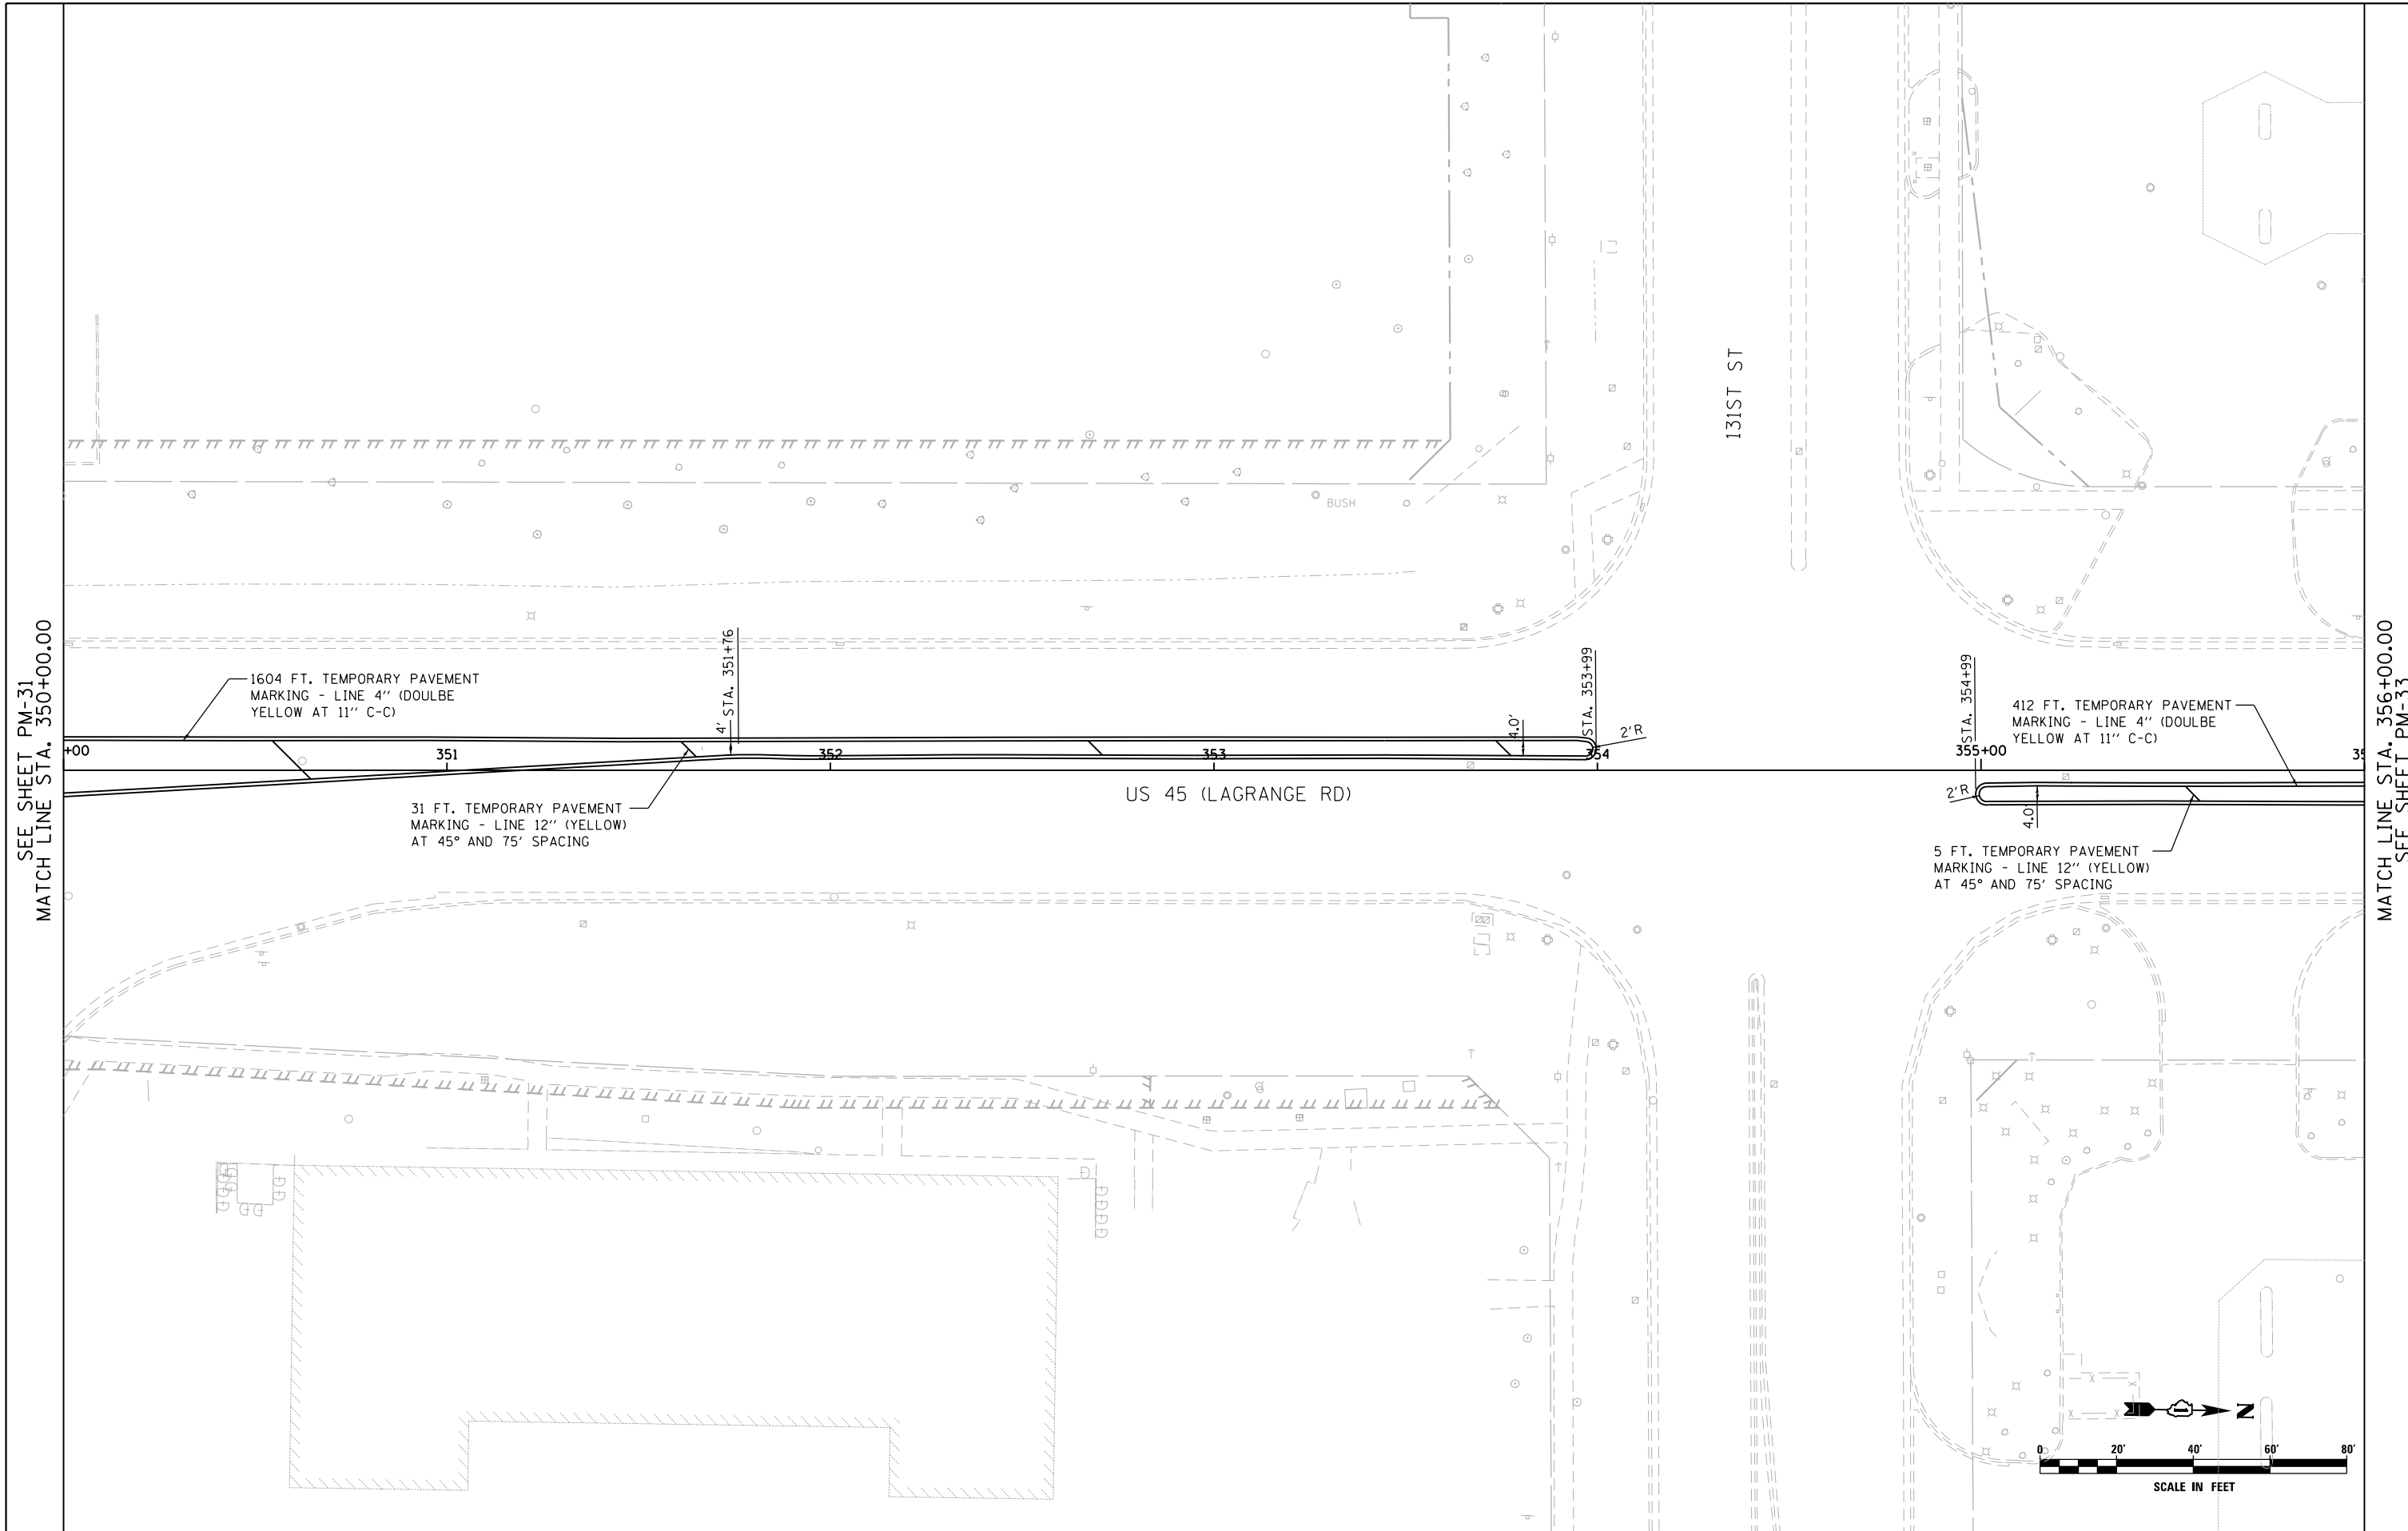 SEE SHEET PM-31
MATCH LINE STA. 350+00.00
131ST ST
BUSH
1604 FT. TEMPORARY PAVEMENT
MARKING - LINE 4" (DOULBE
YELLOW AT 11" C-C)
4'
STA. 351+76
4.0'
STA. 353+99
2'R
STA. 354+99
412 FT. TEMPORARY PAVEMENT
MARKING - LINE 4" (DOULBE
YELLOW AT 11" C-C)
+00
351
352
353
354
355+00
31 FT. TEMPORARY PAVEMENT
MARKING - LINE 12" (YELLOW)
AT 45° AND 75' SPACING
US 45 (LAGRANGE RD)
2'R
4.0'
5 FT. TEMPORARY PAVEMENT
MARKING - LINE 12" (YELLOW)
AT 45° AND 75' SPACING
MATCH LINE STA. 356+00.00
SEE SHEET PM-33
N
0 20' 40' 60' 80'
SCALE IN FEET